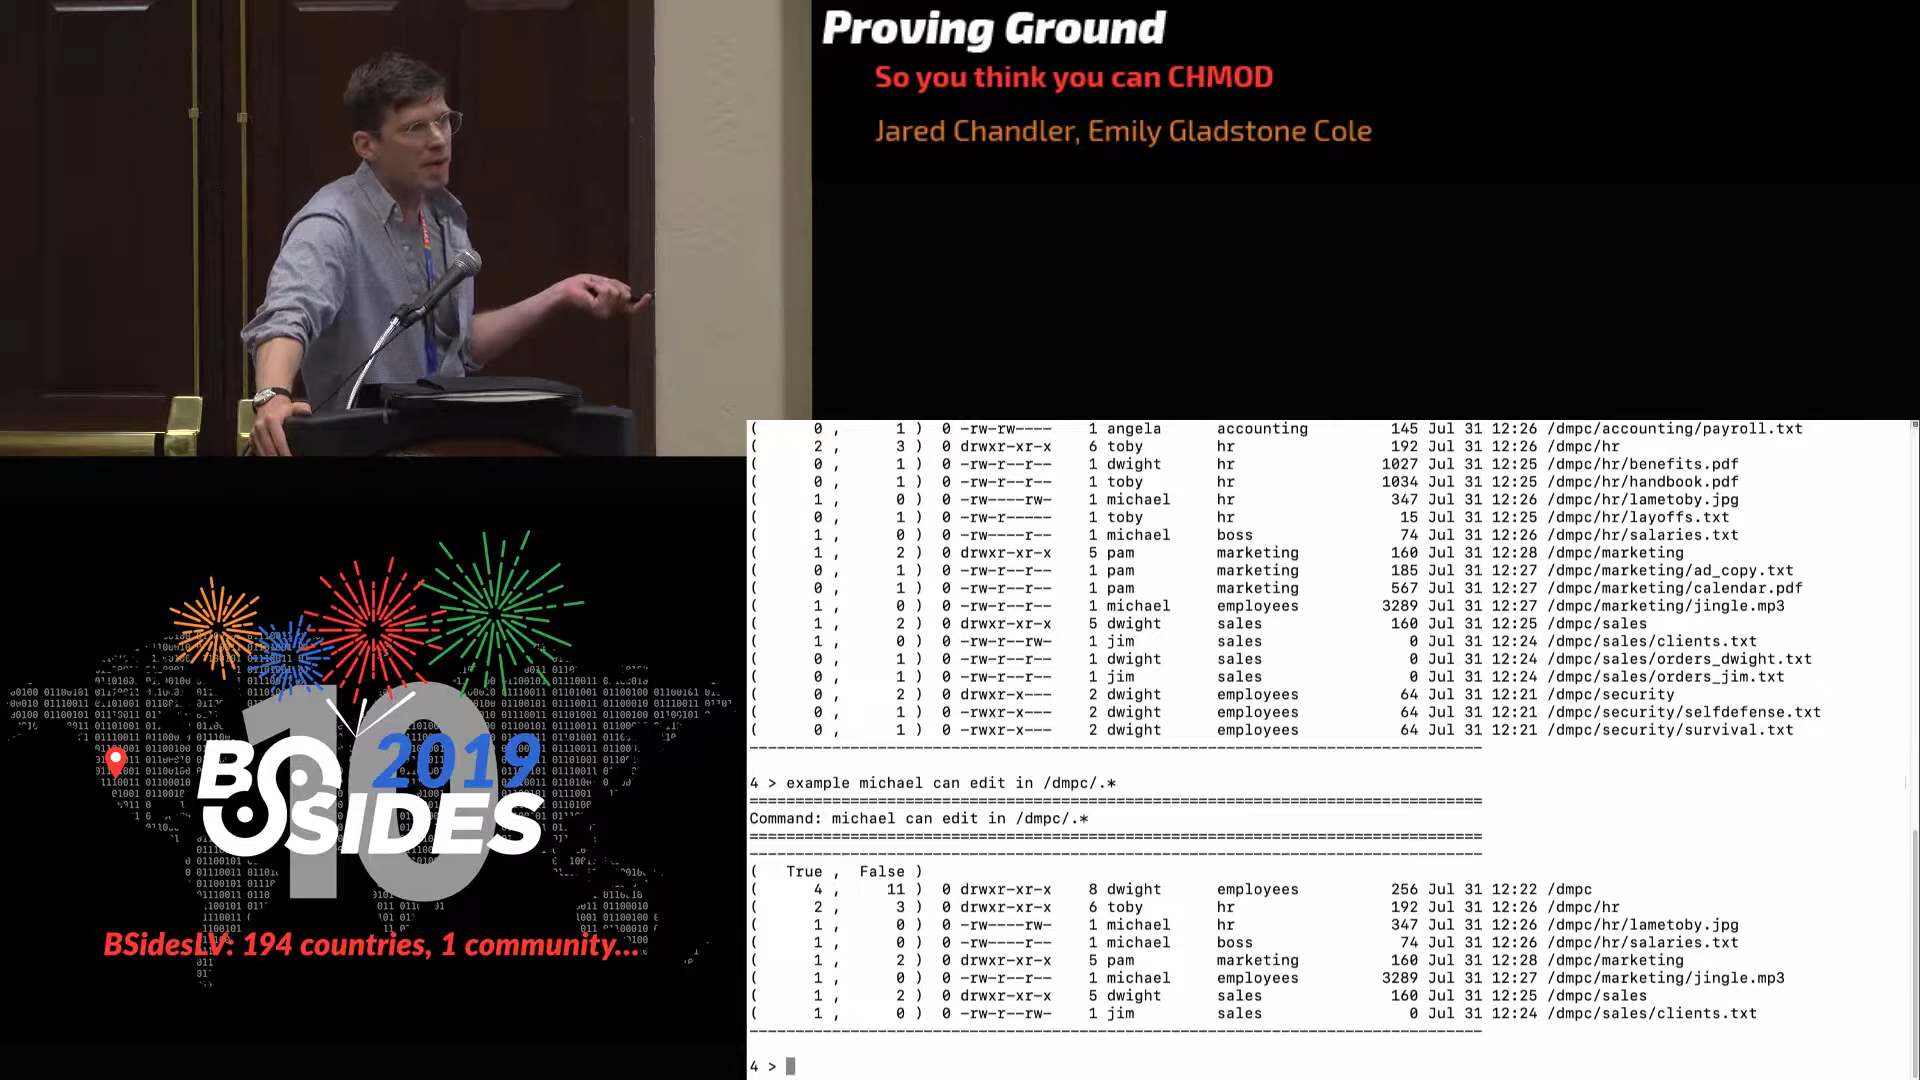 Proving Ground
So you think you can CHMOD
Jared Chandler, Emily Gladstone Cole
( 0 , 1 ) 0 -rw-rw---- 1 angela accounting 145 Jul 31 12:26 /dmpc/accounting/payroll.txt
( 2 , 3 ) 0 drwxr-xr-x 6 toby hr 192 Jul 31 12:26 /dmpc/hr
( 0 , 1 ) 0 -rw-r--r-- 1 dwight hr 1027 Jul 31 12:25 /dmpc/hr/benefits.pdf
( 0 , 1 ) 0 -rw-r--r-- 1 toby hr 1034 Jul 31 12:25 /dmpc/hr/handbook.pdf
( 1 , 0 ) 0 -rw----rw- 1 michael hr 347 Jul 31 12:26 /dmpc/hr/lametoby.jpg
( 0 , 1 ) 0 -rw-r----- 1 toby hr 15 Jul 31 12:25 /dmpc/hr/layoffs.txt
( 1 , 0 ) 0 -rw----r-- 1 michael boss 74 Jul 31 12:26 /dmpc/hr/salaries.txt
( 1 , 2 ) 0 drwxr-xr-x 5 pam marketing 160 Jul 31 12:28 /dmpc/marketing
( 0 , 1 ) 0 -rw-r--r-- 1 pam marketing 185 Jul 31 12:27 /dmpc/marketing/ad_copy.txt
( 0 , 1 ) 0 -rw-r--r-- 1 pam marketing 567 Jul 31 12:27 /dmpc/marketing/calendar.pdf
( 1 , 0 ) 0 -rw-r--r-- 1 michael employees 3289 Jul 31 12:27 /dmpc/marketing/jingle.mp3
( 1 , 2 ) 0 drwxr-xr-x 5 dwight sales 160 Jul 31 12:25 /dmpc/sales
( 1 , 0 ) 0 -rw-r--rw- 1 jim sales 0 Jul 31 12:24 /dmpc/sales/clients.txt
( 0 , 1 ) 0 -rw-r--r-- 1 dwight sales 0 Jul 31 12:24 /dmpc/sales/orders_dwight.txt
( 0 , 1 ) 0 -rw-r--r-- 1 jim sales 0 Jul 31 12:24 /dmpc/sales/orders_jim.txt
( 0 , 2 ) 0 drwxr-x--- 2 dwight employees 64 Jul 31 12:21 /dmpc/security
( 0 , 1 ) 0 -rwxr-x--- 2 dwight employees 64 Jul 31 12:21 /dmpc/security/selfdefense.txt
( 0 , 1 ) 0 -rwxr-x--- 2 dwight employees 64 Jul 31 12:21 /dmpc/security/survival.txt
4 > example michael can edit in /dmpc/.*
Command: michael can edit in /dmpc/.*
( True , False )
( 4 , 11 ) 0 drwxr-xr-x 8 dwight employees 256 Jul 31 12:22 /dmpc
( 2 , 3 ) 0 drwxr-xr-x 6 toby hr 192 Jul 31 12:26 /dmpc/hr
( 1 , 0 ) 0 -rw----rw- 1 michael hr 347 Jul 31 12:26 /dmpc/hr/lametoby.jpg
( 1 , 0 ) 0 -rw----r-- 1 michael boss 74 Jul 31 12:26 /dmpc/hr/salaries.txt
( 1 , 2 ) 0 drwxr-xr-x 5 pam marketing 160 Jul 31 12:28 /dmpc/marketing
( 1 , 0 ) 0 -rw-r--r-- 1 michael employees 3289 Jul 31 12:27 /dmpc/marketing/jingle.mp3
( 1 , 2 ) 0 drwxr-xr-x 5 dwight sales 160 Jul 31 12:25 /dmpc/sales
( 1 , 0 ) 0 -rw-r--rw- 1 jim sales 0 Jul 31 12:24 /dmpc/sales/clients.txt
4 >
10
2019
BSIDES
BSidesLV: 194 countries, 1 community...